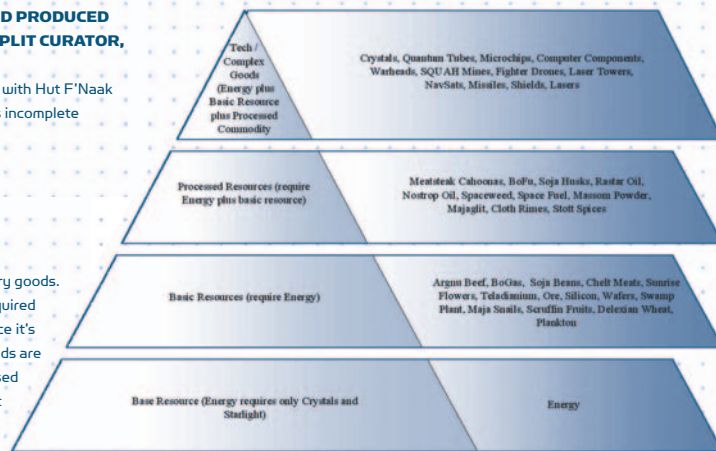 D PRODUCED
PLIT CURATOR,
with Hut F'Naak
s incomplete
ry goods.
quired
ce it's
ds are
sed
t
Tech /
Complex
Goods
(Energy plus
Basic Resource
plus Processed
Commodity
Crystals, Quantum Tubes, Microchips, Computer Components,
Warheads, SQUAH Mines, Fighter Drones, Laser Towers,
NavSats, Missiles, Shields, Lasers
Processed Resources (require
Energy plus basic resource)
Meatsteak Cahoonas, BoFu, Soja Husks, Rastar Oil,
Nostrop Oil, Spaceweed, Space Fuel, Massom Powder,
Majaglit, Cloth Rimes, Stott Spices
Basic Resources (require Energy)
Argnu Beef, BoGas, Soja Beans, Chelt Meats, Sunrise
Flowers, Teladianium, Ore, Silicon, Wafers, Swamp
Plant, Maja Snails, Scruffin Fruits, Delexian Wheat,
Plankton
Base Resource (Energy requires only Crystals and
Starlight)
Energy